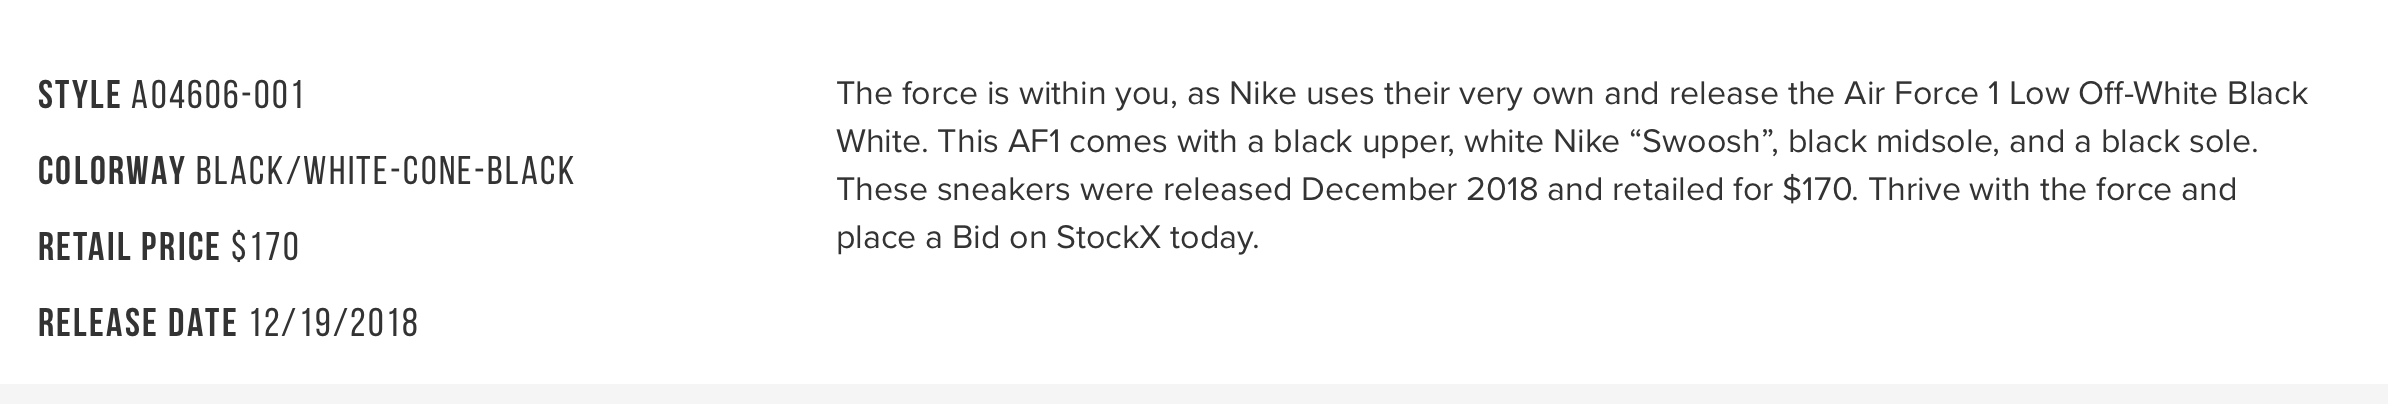 STYLE AO4606-001
COLORWAY BLACK/WHITE-CONE-BLACK
RETAIL PRICE $170
RELEASE DATE 12/19/2018
The force is within you, as Nike uses their very own and release the Air Force 1 Low Off-White Black
White. This AF1 comes with a black upper, white Nike “Swoosh”, black midsole, and a black sole.
These sneakers were released December 2018 and retailed for $170. Thrive with the force and
place a Bid on StockX today.